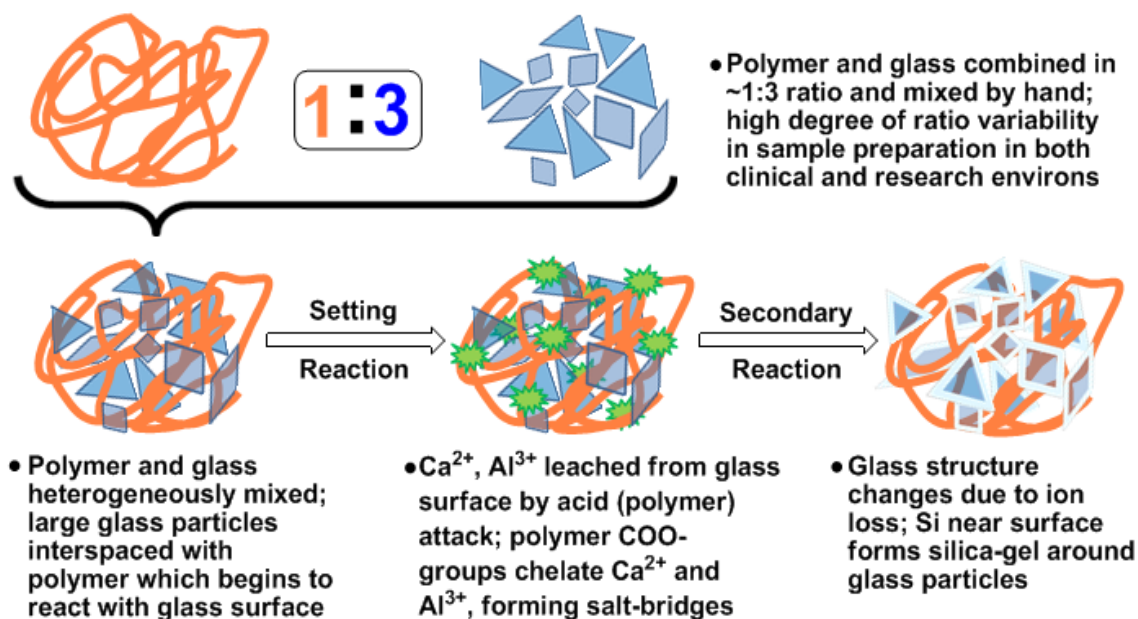 1:3
• Polymer and glass combined in
~1:3 ratio and mixed by hand;
high degree of ratio variability
in sample preparation in both
clinical and research environs
Setting
Reaction
Secondary
Reaction
• Polymer and glass
heterogeneously mixed;
large glass particles
interspaced with
polymer which begins to
react with glass surface
•Ca²⁺, Al³⁺ leached from glass
surface by acid (polymer)
attack; polymer COO-
groups chelate Ca²⁺ and
Al³⁺, forming salt-bridges
• Glass structure
changes due to ion
loss; Si near surface
forms silica-gel around
glass particles